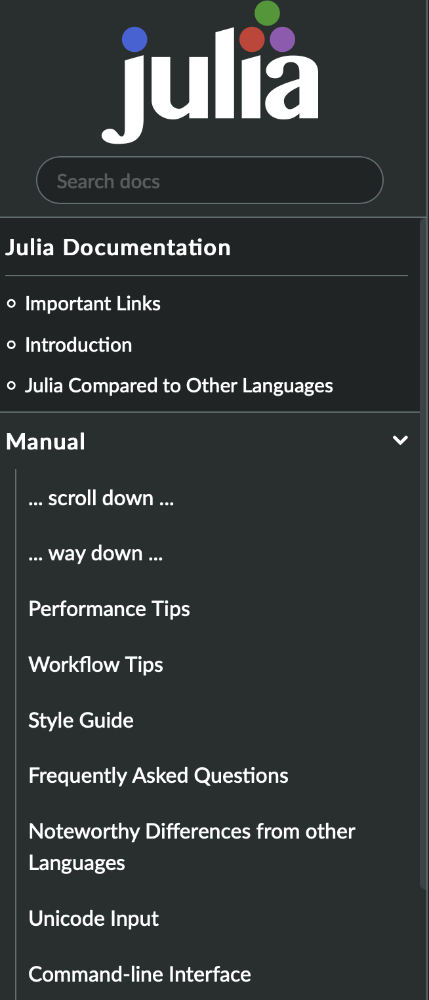 julia
Search docs
Julia Documentation
Important Links
Introduction
Julia Compared to Other Languages
Manual
... scroll down ...
... way down ...
Performance Tips
Workflow Tips
Style Guide
Frequently Asked Questions
Noteworthy Differences from other
Languages
Unicode Input
Command-line Interface